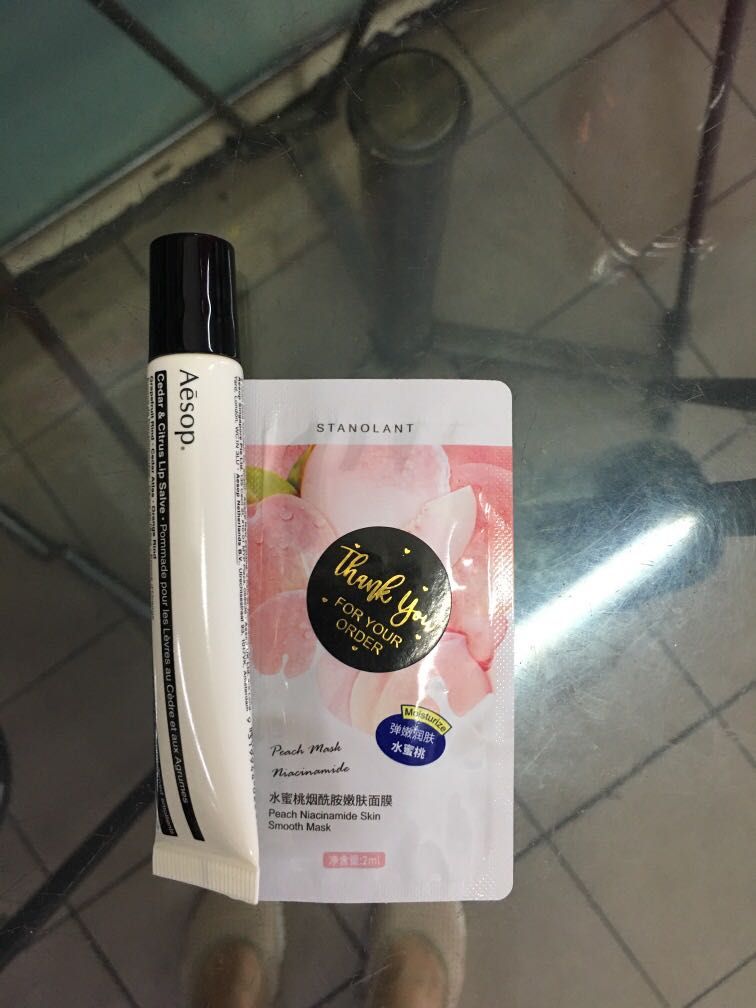 Aēsop®
Cedar & Citrus Lip Salve · Pommade pour les Lèvres au Cèdre et aux Agrumes
STANOLANT
Thank You
FOR YOUR
ORDER
Moisturize
弹嫩润肤
水蜜桃
Peach Mask
Niacinamide
水蜜桃烟酰胺嫩肤面膜
Peach Niacinamide Skin
Smooth Mask
净含量:2ml